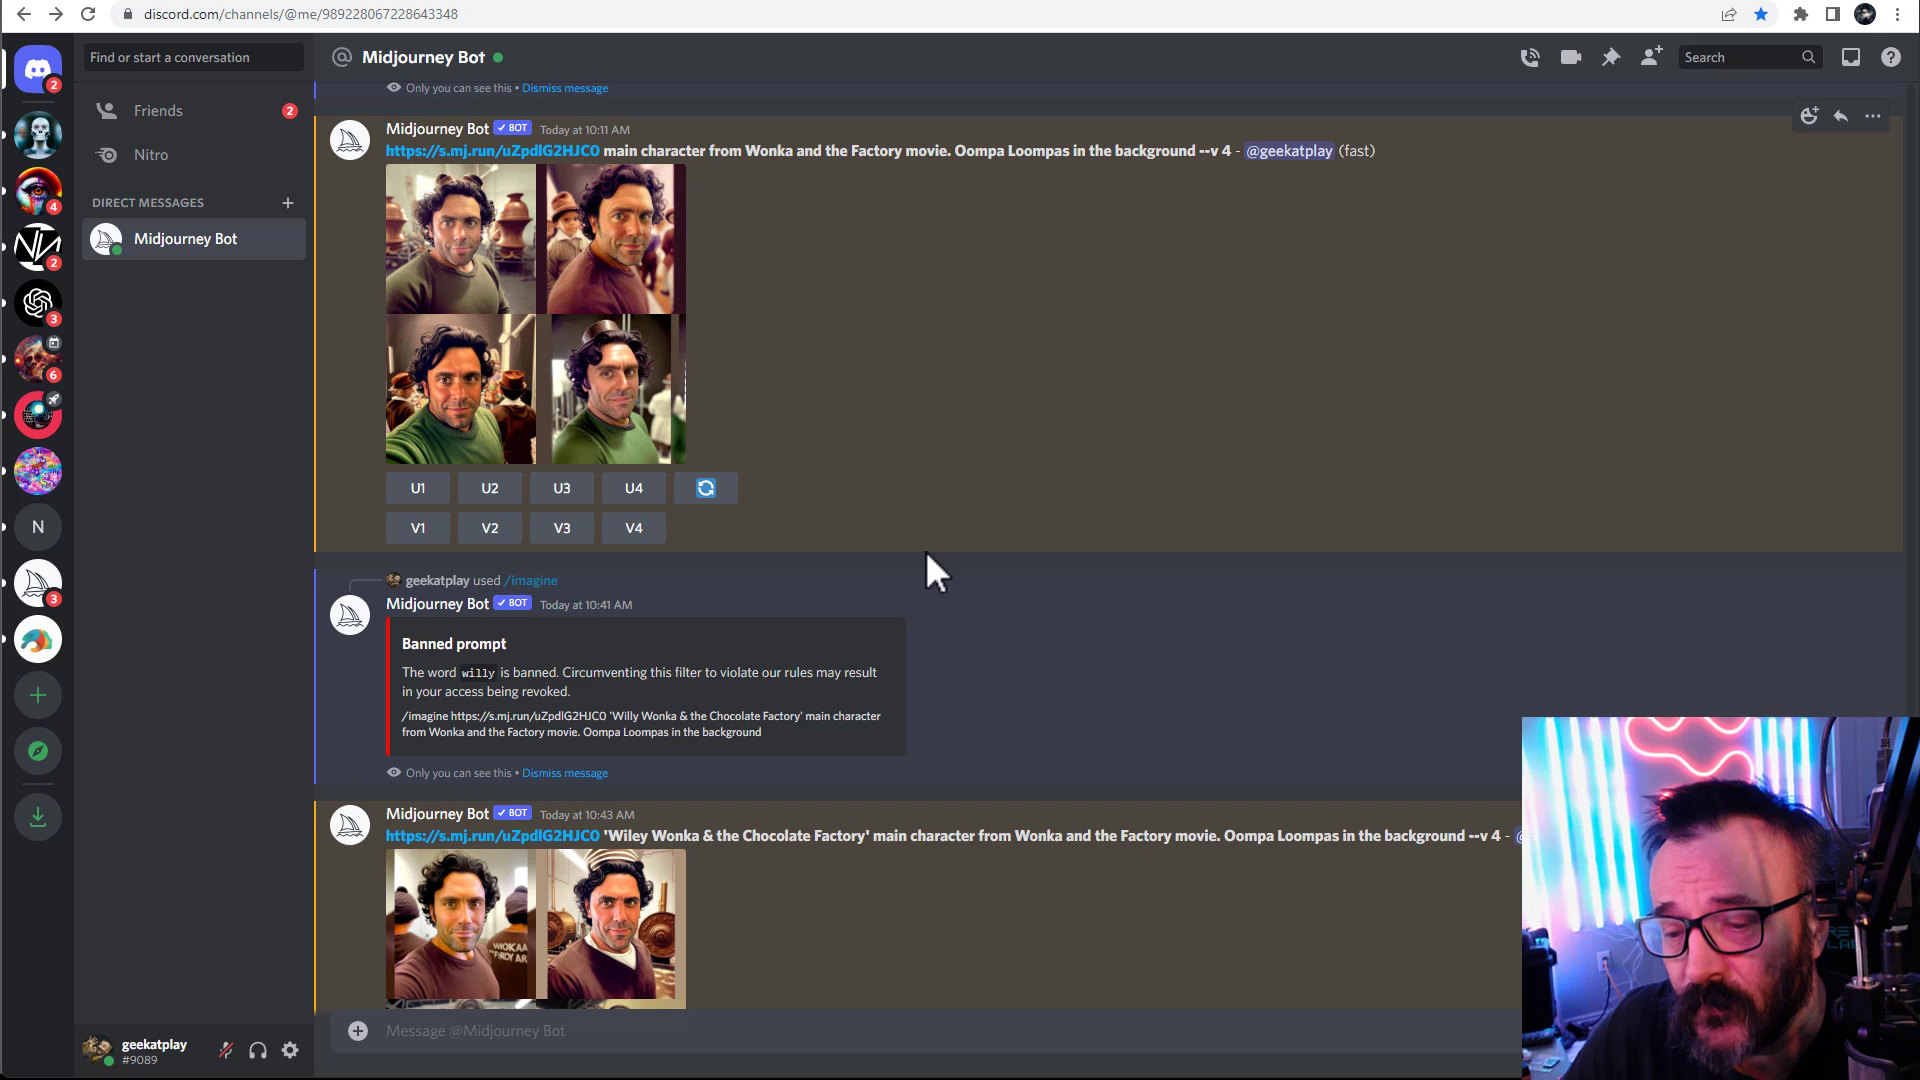 discord.com/channels/@me/989228067228643348
2
Find or start a conversation
Midjourney Bot
Search
Only you can see this • Dismiss message
Friends
2
Nitro
DIRECT MESSAGES
Midjourney Bot
4
2
3
6
N
3
Midjourney Bot BOT Today at 10:11 AM
https://s.mj.run/uZpdlG2HJC0 main character from Wonka and the Factory movie. Oompa Loompas in the background --v 4 - @geekatplay (fast)
U1 U2 U3 U4
V1 V2 V3 V4
geekatplay used /imagine
Midjourney Bot BOT Today at 10:41 AM
Banned prompt
The word willy is banned. Circumventing this filter to violate our rules may result
in your access being revoked.
/imagine https://s.mj.run/uZpdlG2HJC0 'Willy Wonka & the Chocolate Factory' main character
from Wonka and the Factory movie. Oompa Loompas in the background
Only you can see this • Dismiss message
Midjourney Bot BOT Today at 10:43 AM
https://s.mj.run/uZpdlG2HJC0 'Wiley Wonka & the Chocolate Factory' main character from Wonka and the Factory movie. Oompa Loompas in the background --v 4 - @
Message @Midjourney Bot
geekatplay
#9089